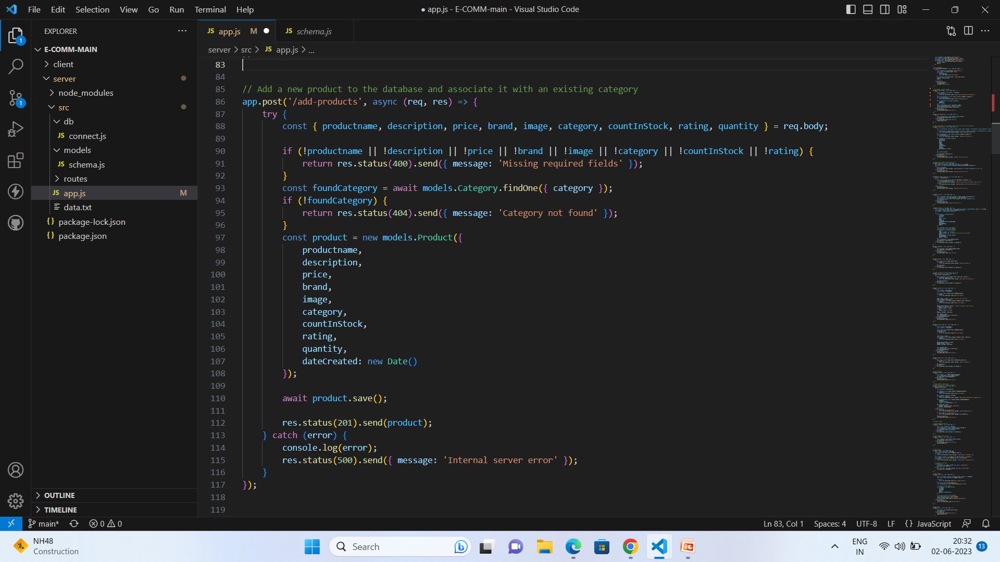 File Edit Selection View Go Run Terminal Help
● app.js - E-COMM-main - Visual Studio Code
EXPLORER
E-COMM-MAIN
client
server
node_modules
src
db
JS connect.js
models
JS schema.js
routes
JS app.js M
data.txt
{} package-lock.json
{} package.json
OUTLINE
TIMELINE
1
1
JS app.js M ●
JS schema.js
server > src > JS app.js > ...
83
84
85 // Add a new product to the database and associate it with an existing category
86 app.post('/add-products', async (req, res) => {
87 try {
88 const { productname, description, price, brand, image, category, countInStock, rating, quantity } = req.body;
89
90 if (!productname || !description || !price || !brand || !image || !category || !countInStock || !rating) {
91 return res.status(400).send({ message: 'Missing required fields' });
92 }
93 const foundCategory = await models.Category.findOne({ category });
94 if (!foundCategory) {
95 return res.status(404).send({ message: 'Category not found' });
96 }
97 const product = new models.Product({
98 productname,
99 description,
100 price,
101 brand,
102 image,
103 category,
104 countInStock,
105 rating,
106 quantity,
107 dateCreated: new Date()
108 });
109
110 await product.save();
111
112 res.status(201).send(product);
113 } catch (error) {
114 console.log(error);
115 res.status(500).send({ message: 'Internal server error' });
116 }
117 });
118
119
main* 0 0
Ln 83, Col 1 Spaces: 4 UTF-8 LF {} JavaScript
NH48
Construction
Search
ENG
IN
20:32
02-06-2023
13